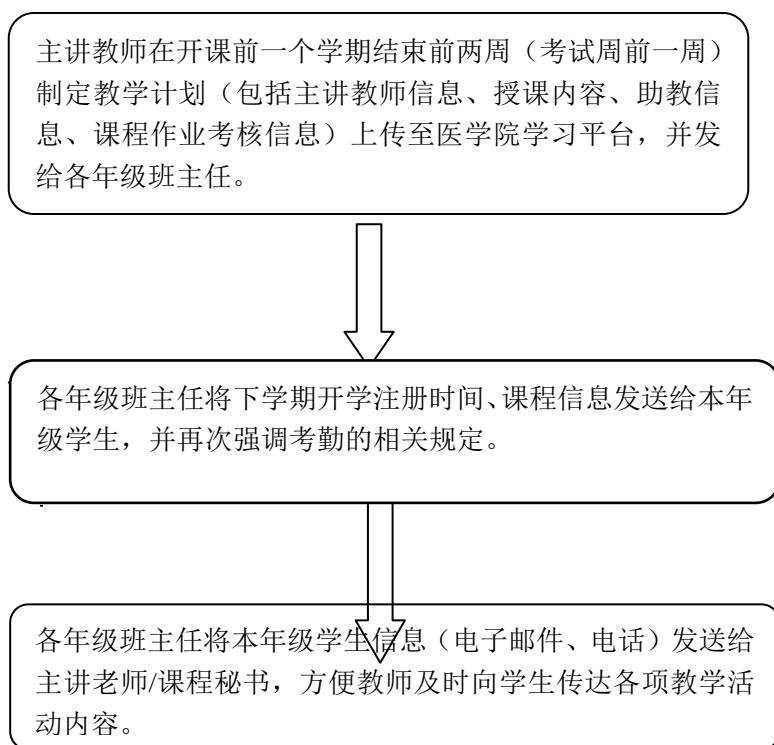 主讲教师在开课前一个学期结束前两周（考试周前一周）
制定教学计划（包括主讲教师信息、授课内容、助教信
息、课程作业考核信息）上传至医学院学习平台，并发
给各年级班主任。
各年级班主任将下学期开学注册时间、课程信息发送给本年
级学生，并再次强调考勤的相关规定。
各年级班主任将本年级学生信息（电子邮件、电话）发送给
主讲老师/课程秘书，方便教师及时向学生传达各项教学活
动内容。